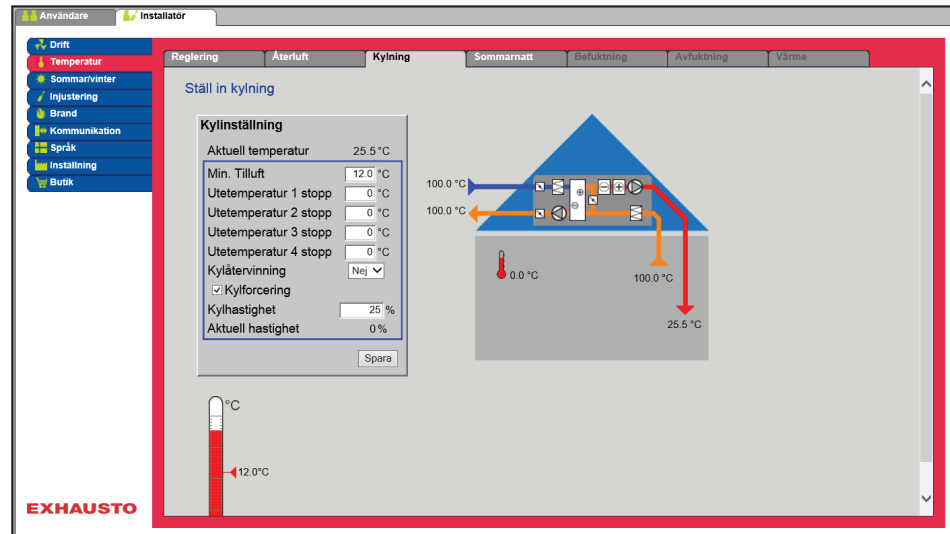 Användare Installatör
Drift
Temperatur
Sommar/vinter
Injustering
Brand
Kommunikation
Språk
Inställning
Butik
Reglering Återluft Kylning Sommarnatt Befuktning Avfuktning Värme
Ställ in kylning
Kylinställning
Aktuell temperatur 25.5 °C
Min. Tilluft 12.0 °C
Utetemperatur 1 stopp 0 °C
Utetemperatur 2 stopp 0 °C
Utetemperatur 3 stopp 0 °C
Utetemperatur 4 stopp 0 °C
Kylåtervinning Nej
Kylforcering
Kylhastighet 25 %
Aktuell hastighet 0 %
Spara
100.0 °C
100.0 °C
0.0 °C
100.0 °C
25.5 °C
°C
12.0°C
EXHAUSTO